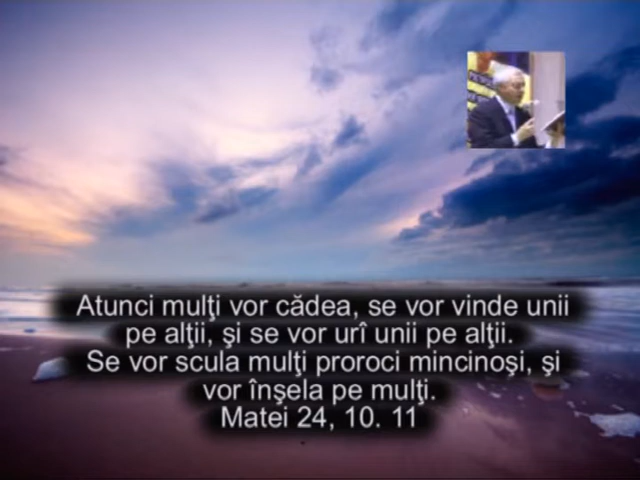 Atunci mulţi vor cădea, se vor vinde unii
pe alţii, şi se vor urî unii pe alţii.
Se vor scula mulţi proroci mincinoşi, şi
vor înşela pe mulţi.
Matei 24, 10. 11